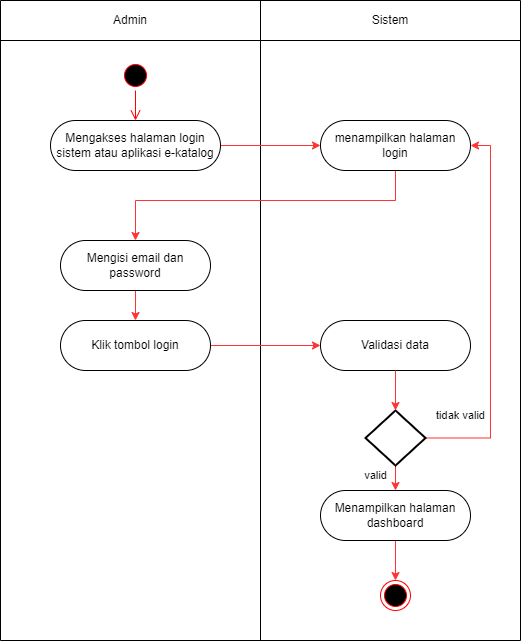 Admin
Sistem
Mengakses halaman login
sistem atau aplikasi e-katalog
menampilkan halaman
login
Mengisi email dan
password
Klik tombol login
Validasi data
tidak valid
valid
Menampilkan halaman
dashboard